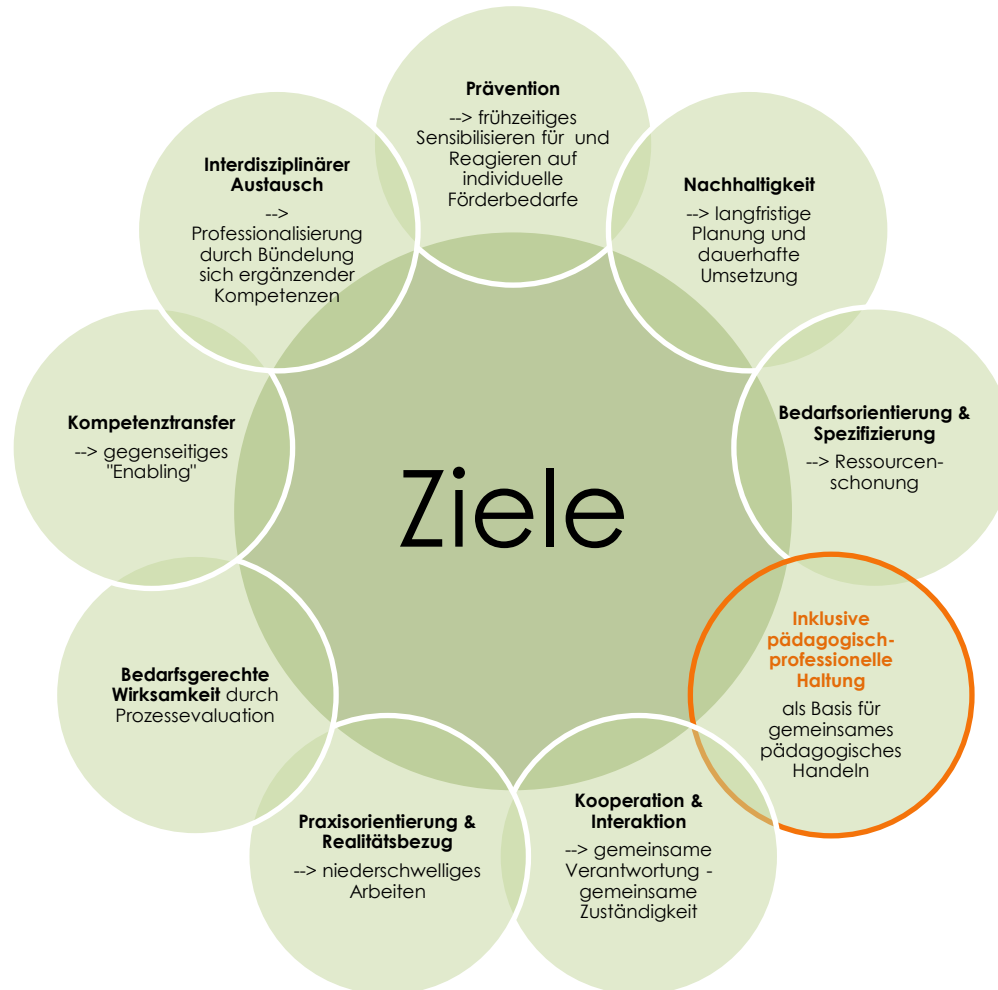 Prävention
--> frühzeitiges
Sensibilisieren für und
Reagieren auf
individuelle
Förderbedarfe
Nachhaltigkeit
--> langfristige
Planung und
dauerhafte
Umsetzung
Bedarfsorientierung &
Spezifizierung
--> Ressourcen-
schonung
Inklusive
pädagogisch-
professionelle
Haltung
als Basis für
gemeinsames
pädagogisches
Handeln
Kooperation &
Interaktion
--> gemeinsame
Verantwortung -
gemeinsame
Zuständigkeit
Praxisorientierung &
Realitätsbezug
--> niederschwelliges
Arbeiten
Bedarfsgerechte
Wirksamkeit durch
Prozessevaluation
Kompetenztransfer
--> gegenseitiges
"Enabling"
Interdisziplinärer
Austausch
-->
Professionalisierung
durch Bündelung
sich ergänzender
Kompetenzen
Ziele